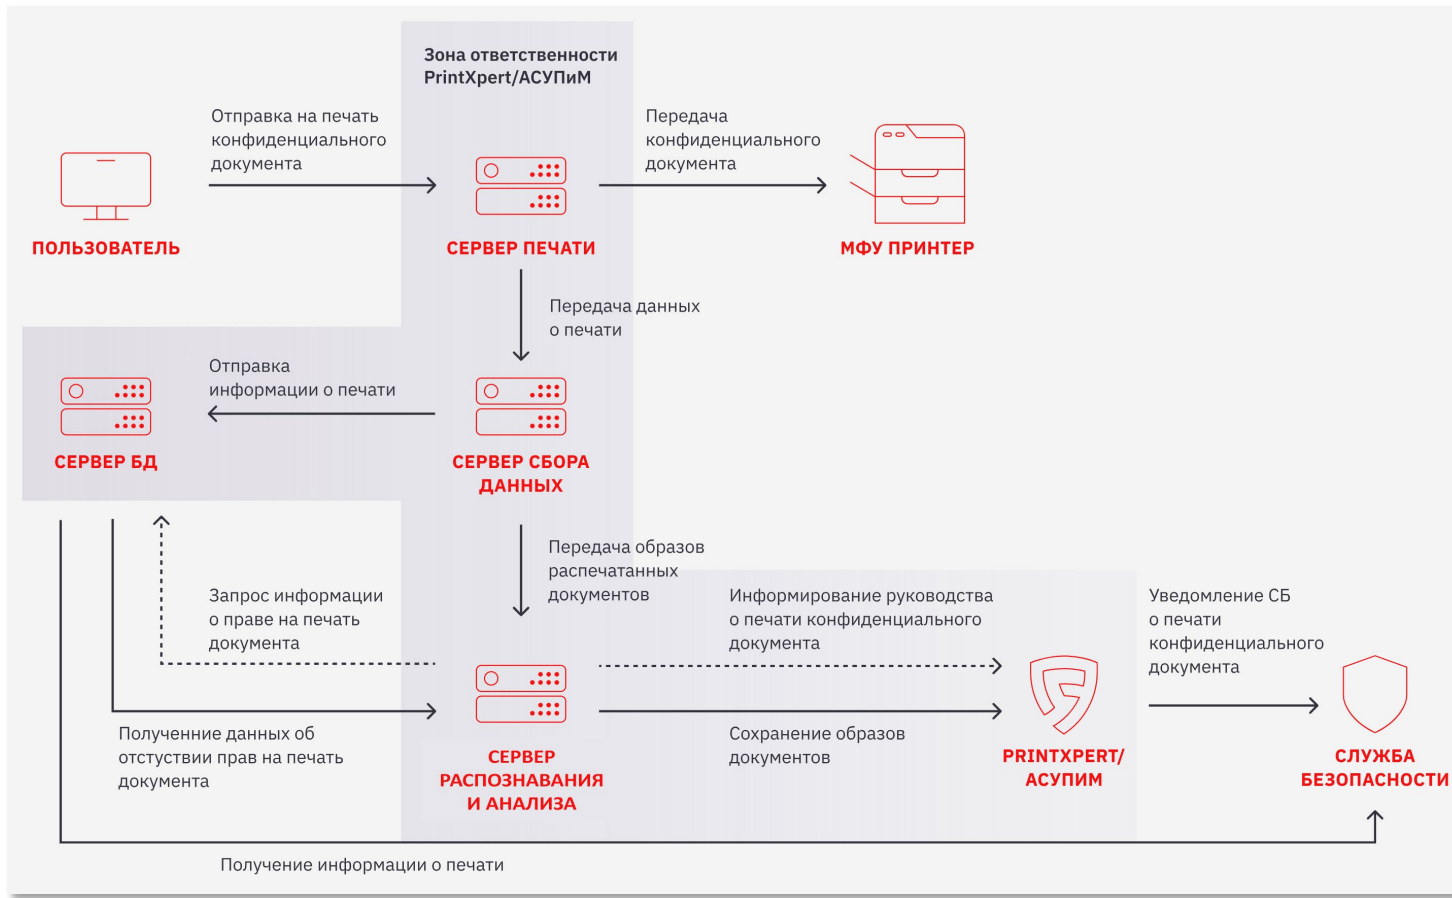 Зона ответственности
PrintXpert/АСУПиМ
Отправка на печать
конфиденциального
документа
Передача
конфиденциального
документа
ПОЛЬЗОВАТЕЛЬ
СЕРВЕР ПЕЧАТИ
МФУ ПРИНТЕР
Передача данных
о печати
Отправка
информации о печати
СЕРВЕР БД
СЕРВЕР СБОРА
ДАННЫХ
Передача образов
распечатанных
документов
Запрос информации
о праве на печать
документа
Информирование руководства
о печати конфиденциального
документа
Уведомление СБ
о печати
конфиденциального
документа
Полученние данных об
отстуствии прав на печать
документа
Сохранение образов
документов
СЕРВЕР
РАСПОЗНАВАНИЯ
И АНАЛИЗА
PRINTXPERT/
АСУПИМ
СЛУЖБА
БЕЗОПАСНОСТИ
Получение информации о печати